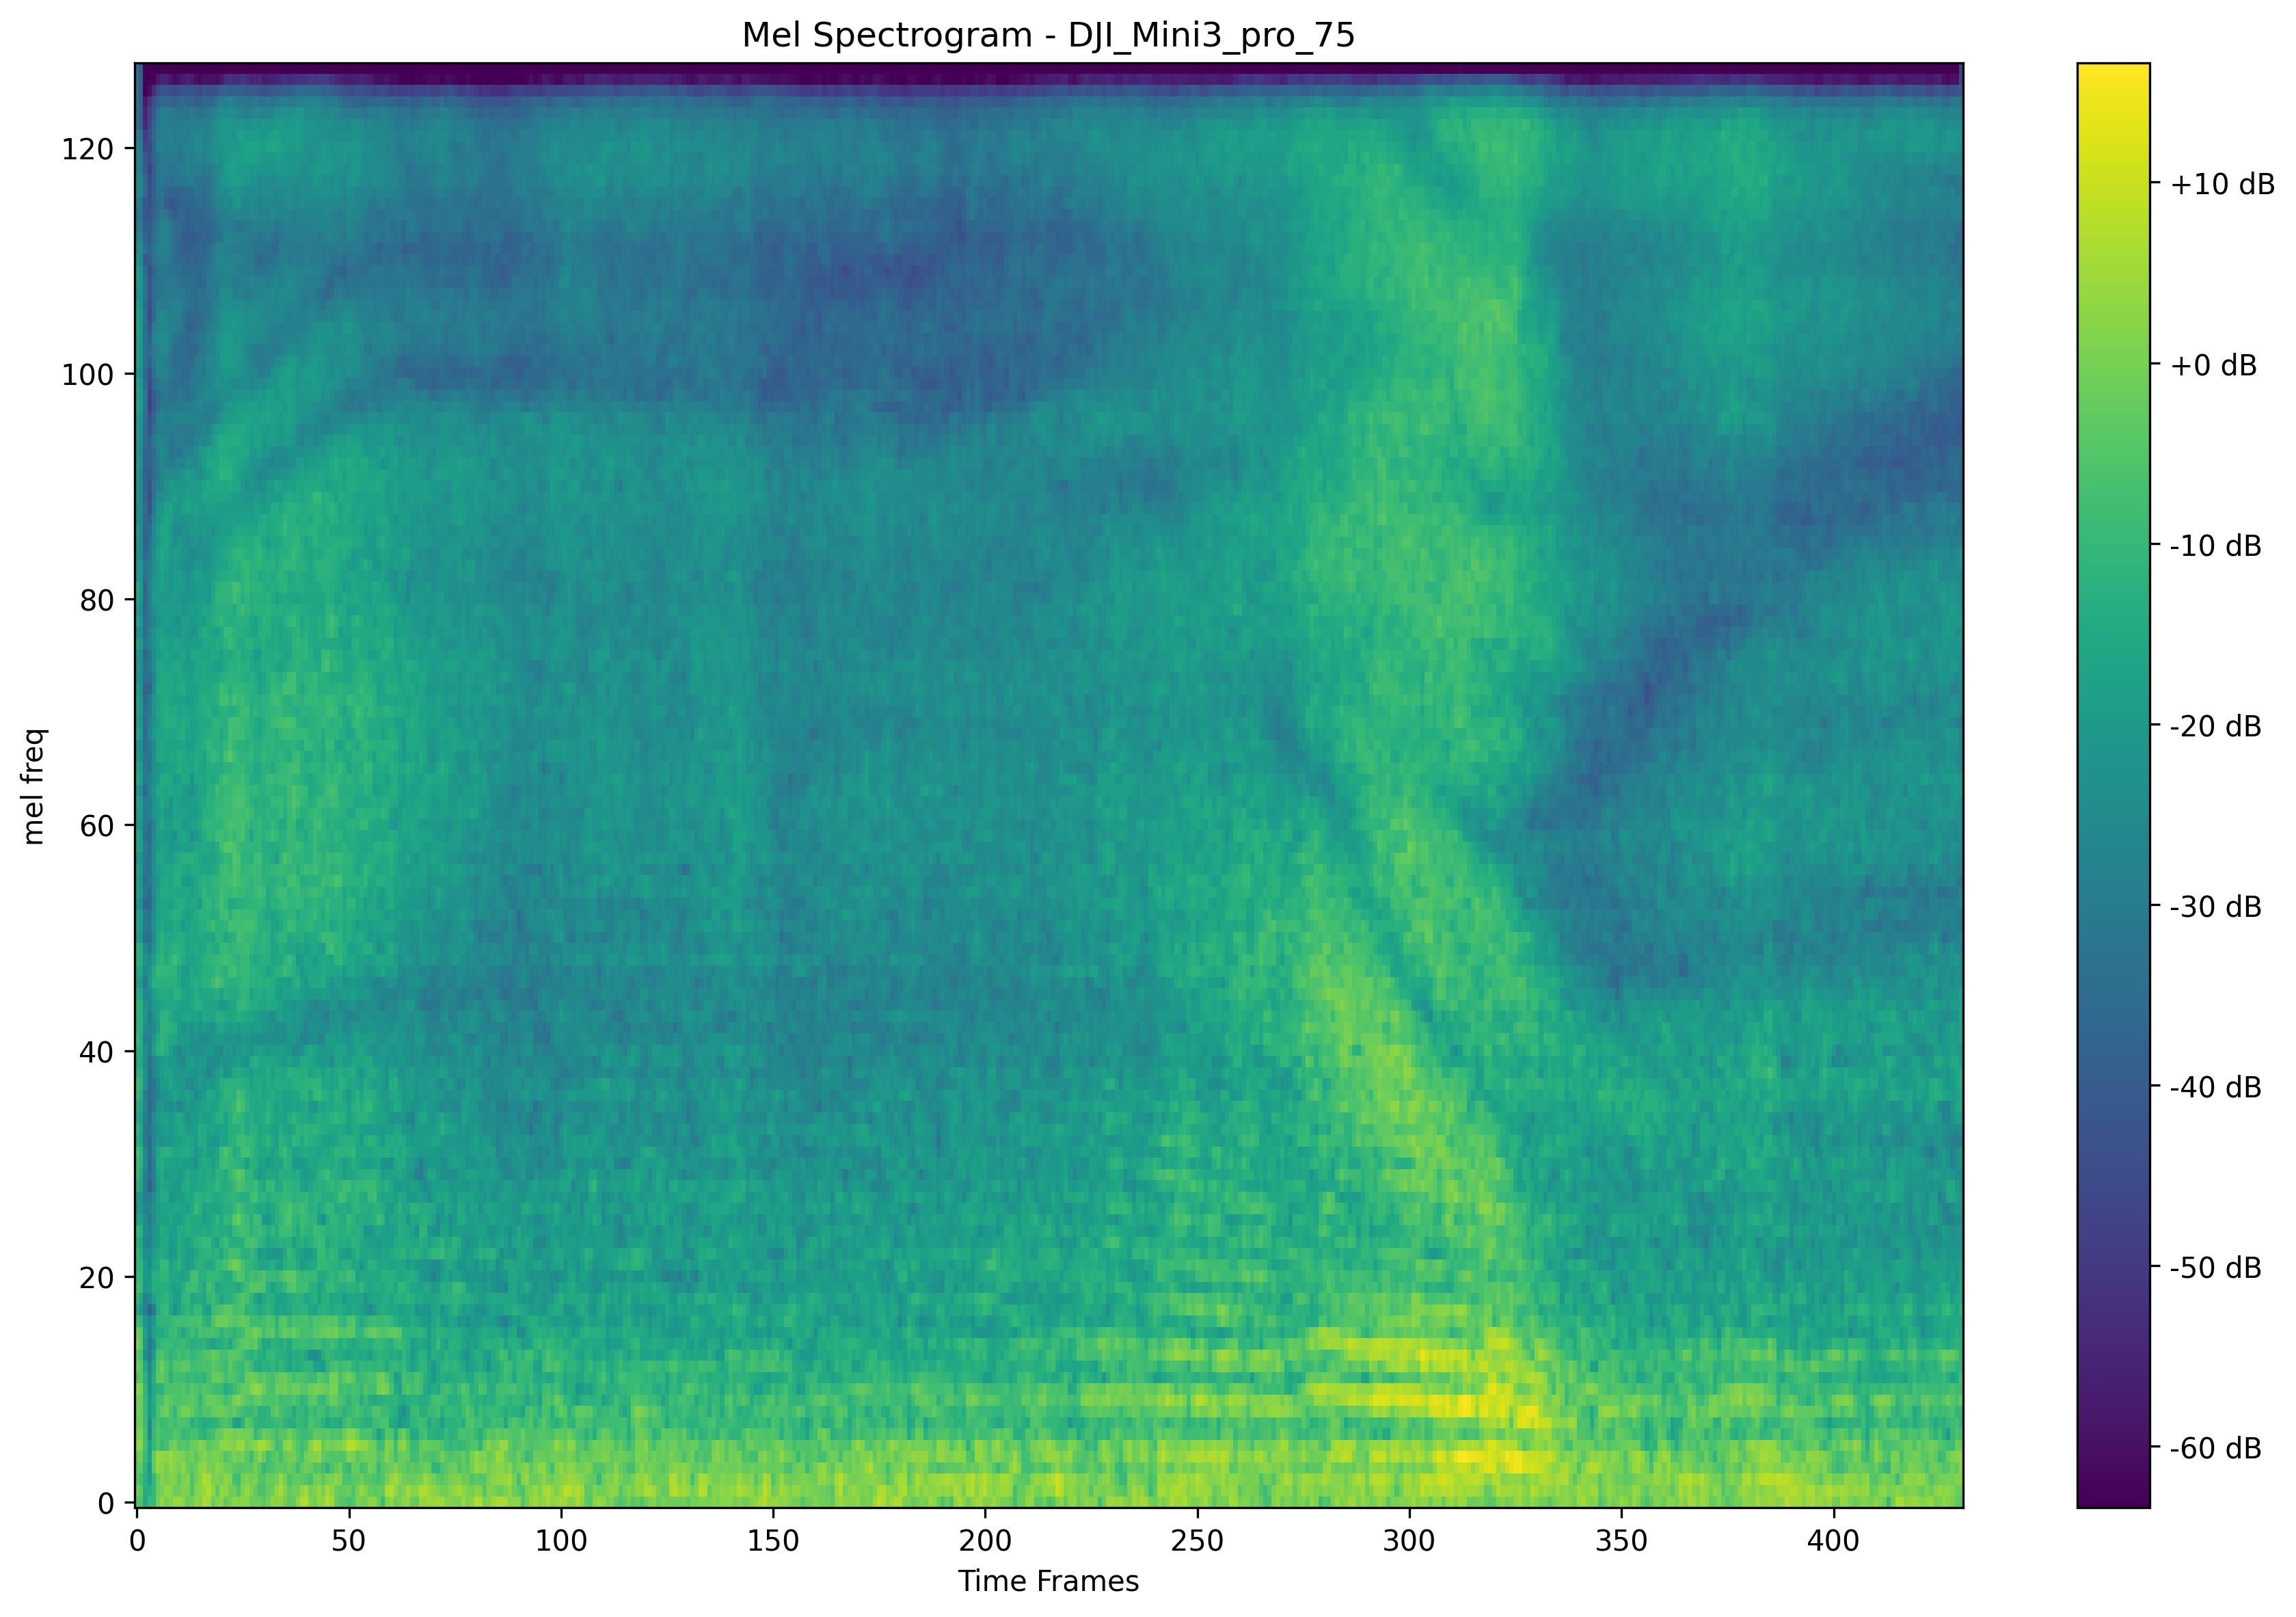 Mel Spectrogram - DJI_Mini3_pro_75
mel freq
120
100
80
60
40
20
0
0 50 100 150 200 250 300 350 400
Time Frames
+10 dB
+0 dB
-10 dB
-20 dB
-30 dB
-40 dB
-50 dB
-60 dB